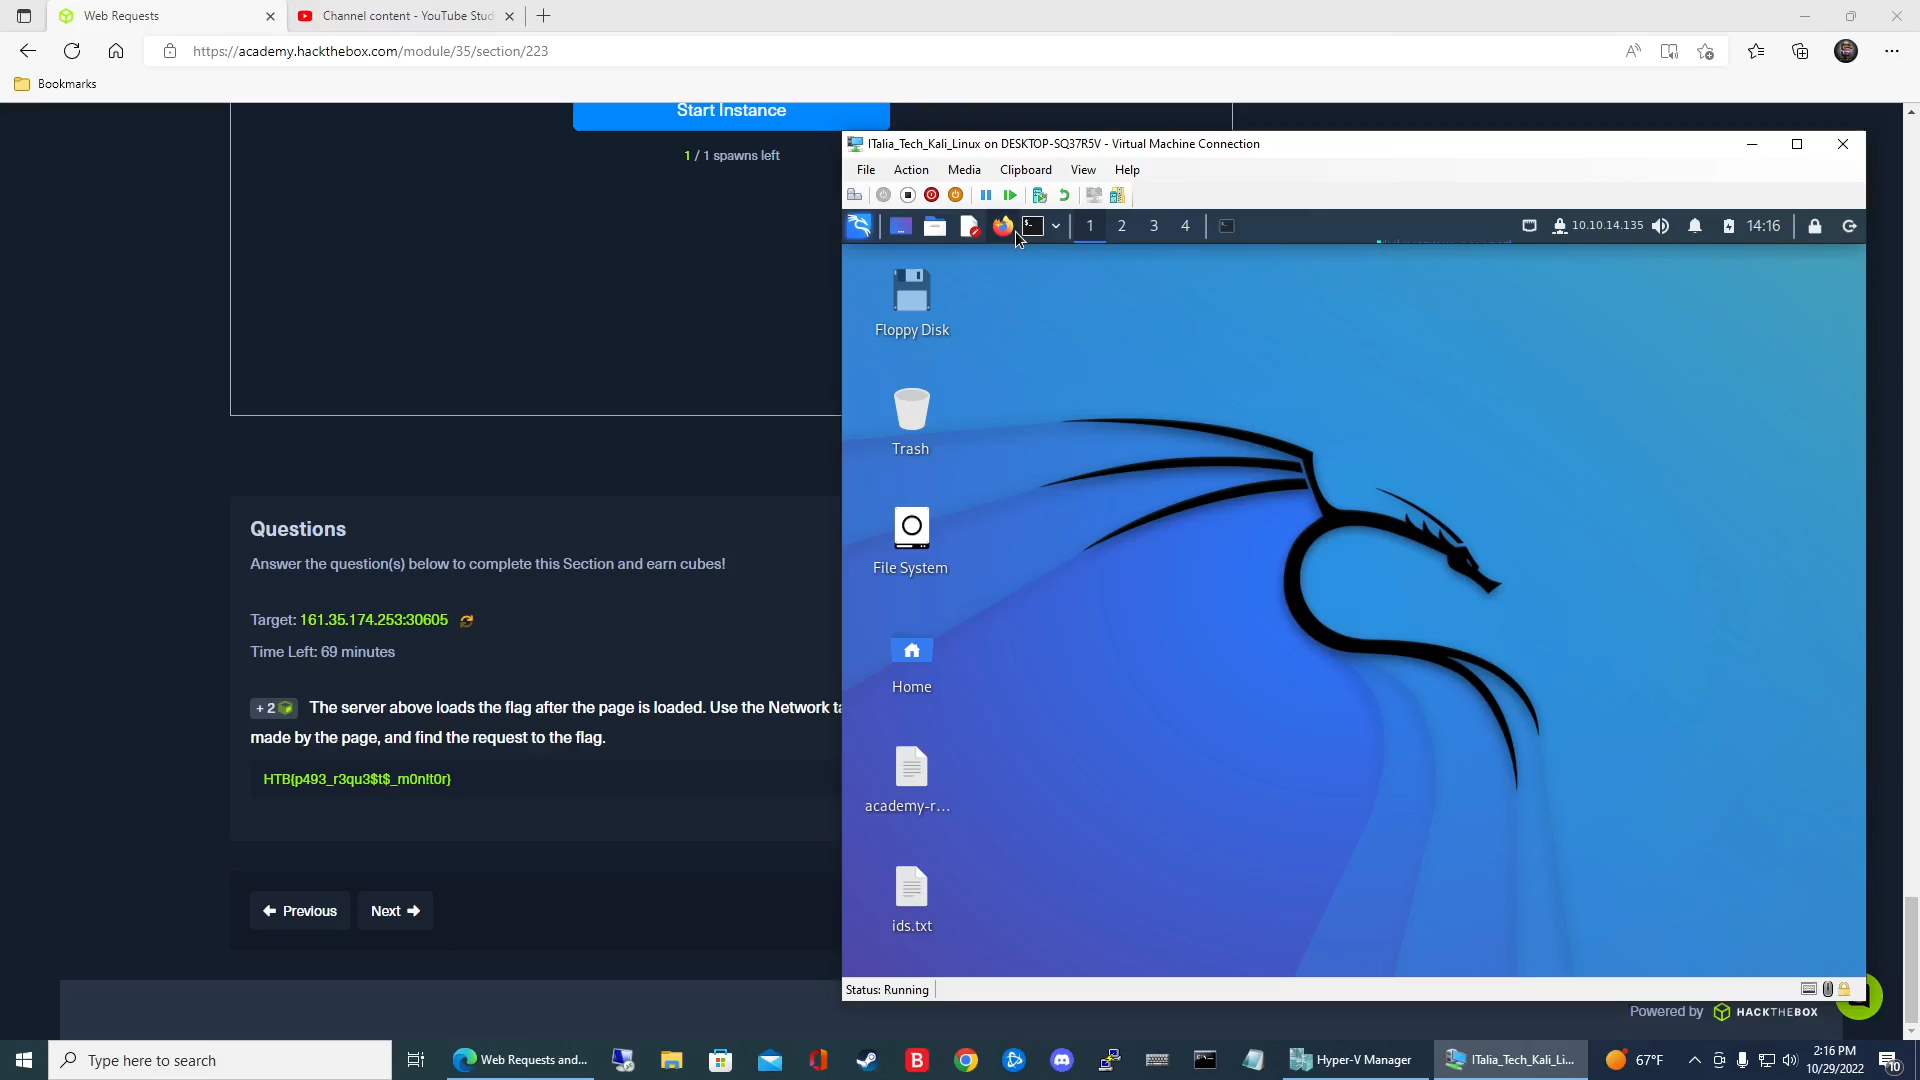 Web Requests
Channel content - YouTube Stud
https://academy.hackthebox.com/module/35/section/223
Bookmarks
Start Instance
1 / 1 spawns left
ITalia_Tech_Kali_Linux on DESKTOP-SQ37R5V - Virtual Machine Connection
File Action Media Clipboard View Help
1 2 3 4
10.10.14.135
14:16
Floppy Disk
Trash
File System
Home
academy-r...
ids.txt
Status: Running
Questions
Answer the question(s) below to complete this Section and earn cubes!
Target: 161.35.174.253:30605
Time Left: 69 minutes
+ 2 The server above loads the flag after the page is loaded. Use the Network ta
made by the page, and find the request to the flag.
HTB{p493_r3qu3$t$_m0n!t0r}
Previous
Next
Powered by HACKTHEBOX
Type here to search
Web Requests and...
Hyper-V Manager
ITalia_Tech_Kali_Li...
67°F
2:16 PM
10/29/2022
10